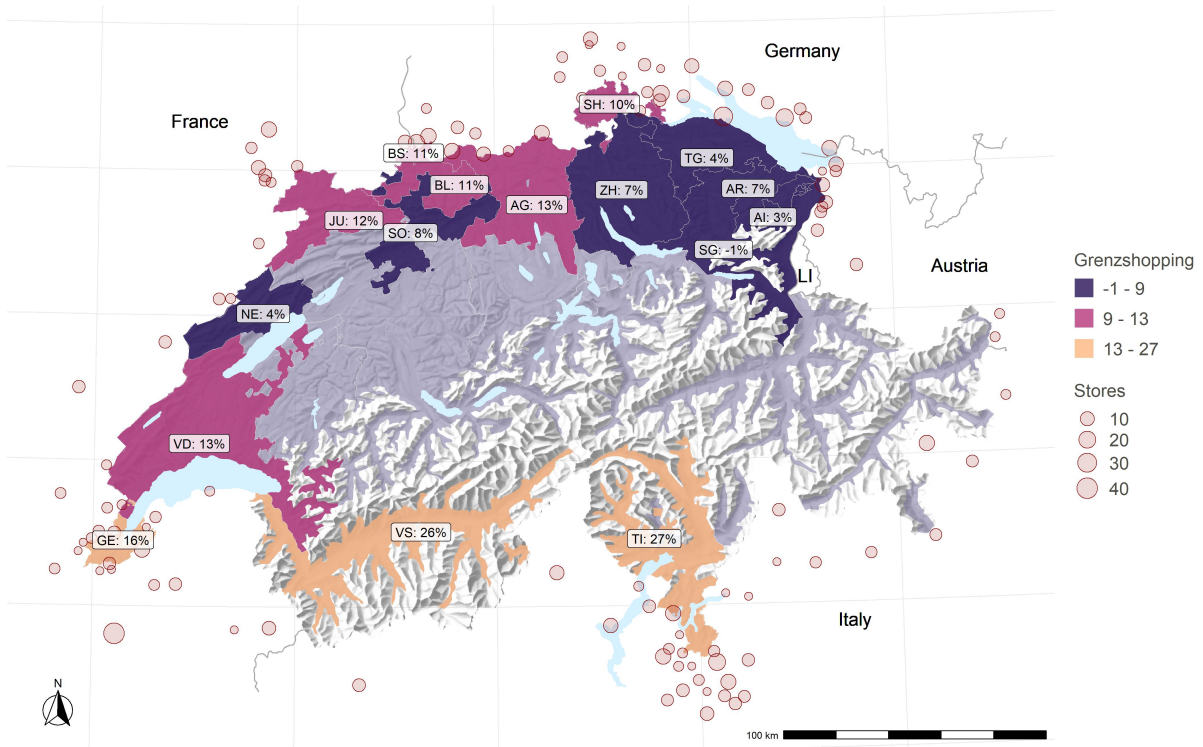 Germany
France
SH: 10%
BS: 11%
TG: 4%
BL: 11%
ZH: 7%
AR: 7%
AG: 13%
JU: 12%
AI: 3%
SO: 8%
SG: -1%
LI
Austria
NE: 4%
VD: 13%
VS: 26%
GE: 16%
TI: 27%
Italy
N
100 km
Grenzshopping
-1 - 9
9 - 13
13 - 27
Stores
10
20
30
40